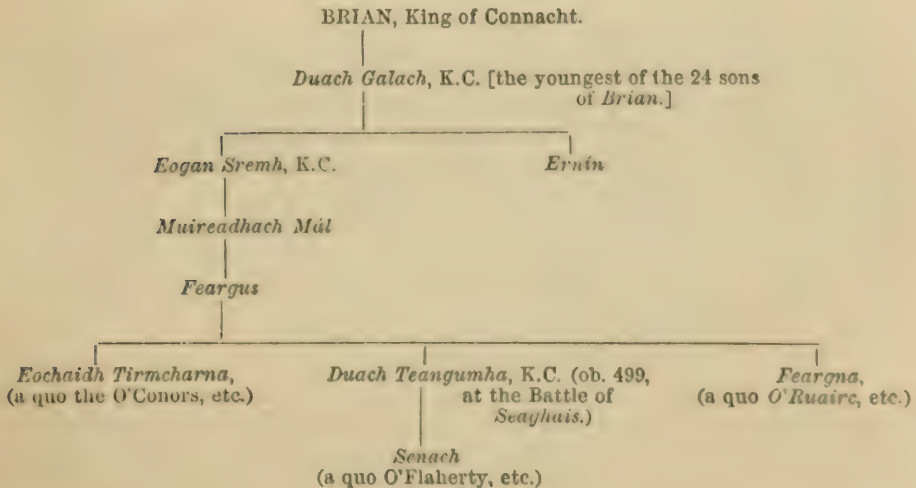 BRIAN, King of Connacht.
Duach Galach, K.C. [the youngest of the 24 sons
of Brian.]
Eogan Sremh, K.C.
Ernín
Muireadhach Mál
Feargus
Eochaidh Tirmcharna,
(a quo the O'Conors, etc.)
Duach Teangumha, K.C. (ob. 499,
at the Battle of
Seaghais.)
Feargna,
(a quo O'Ruairc, etc.)
Senach
(a quo O'Flaherty, etc.)